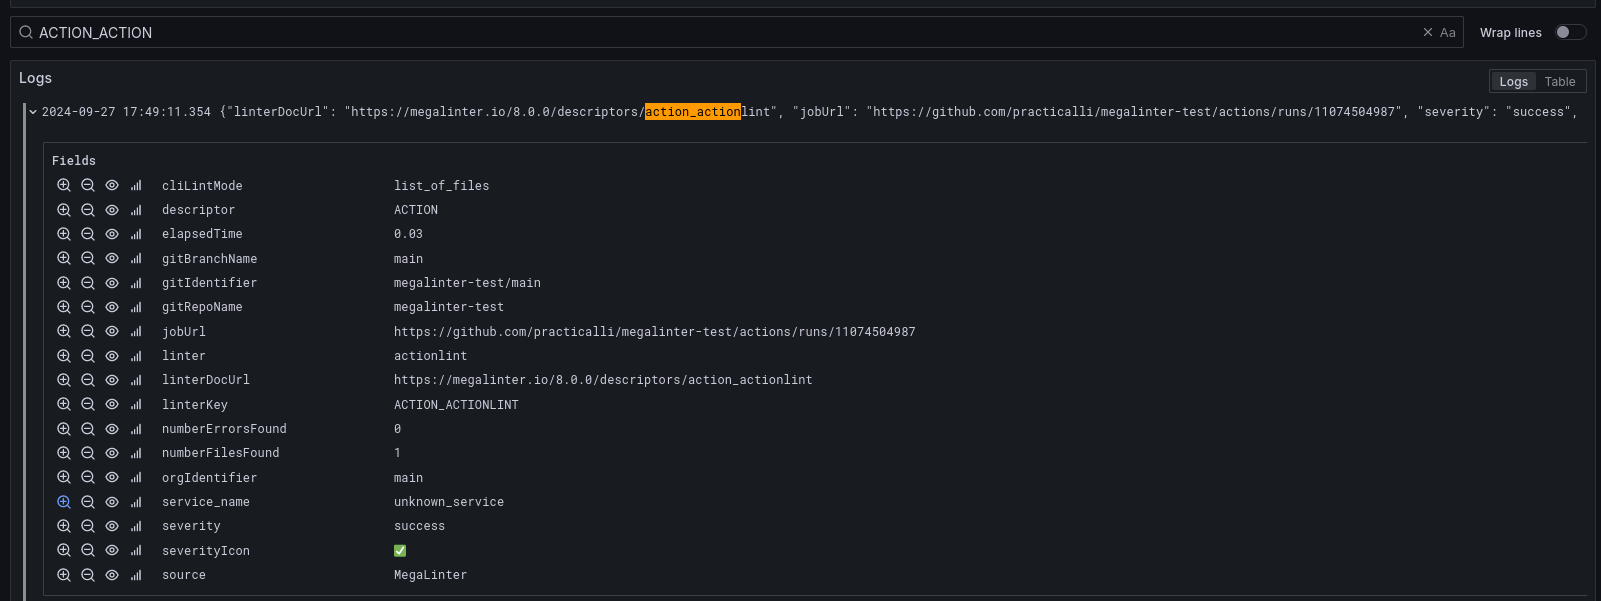 ACTION_ACTION
Aa
Wrap lines
Logs
Logs Table
2024-09-27 17:49:11.354 {"linterDocUrl": "https://megalinter.io/8.0.0/descriptors/action_actionlint", "jobUrl": "https://github.com/practicalli/megalinter-test/actions/runs/11074504987", "severity": "success",
Fields
cliLintMode list_of_files
descriptor ACTION
elapsedTime 0.03
gitBranchName main
gitIdentifier megalinter-test/main
gitRepoName megalinter-test
jobUrl https://github.com/practicalli/megalinter-test/actions/runs/11074504987
linter actionlint
linterDocUrl https://megalinter.io/8.0.0/descriptors/action_actionlint
linterKey ACTION_ACTIONLINT
numberErrorsFound 0
numberFilesFound 1
orgIdentifier main
service_name unknown_service
severity success
severityIcon ✅
source MegaLinter